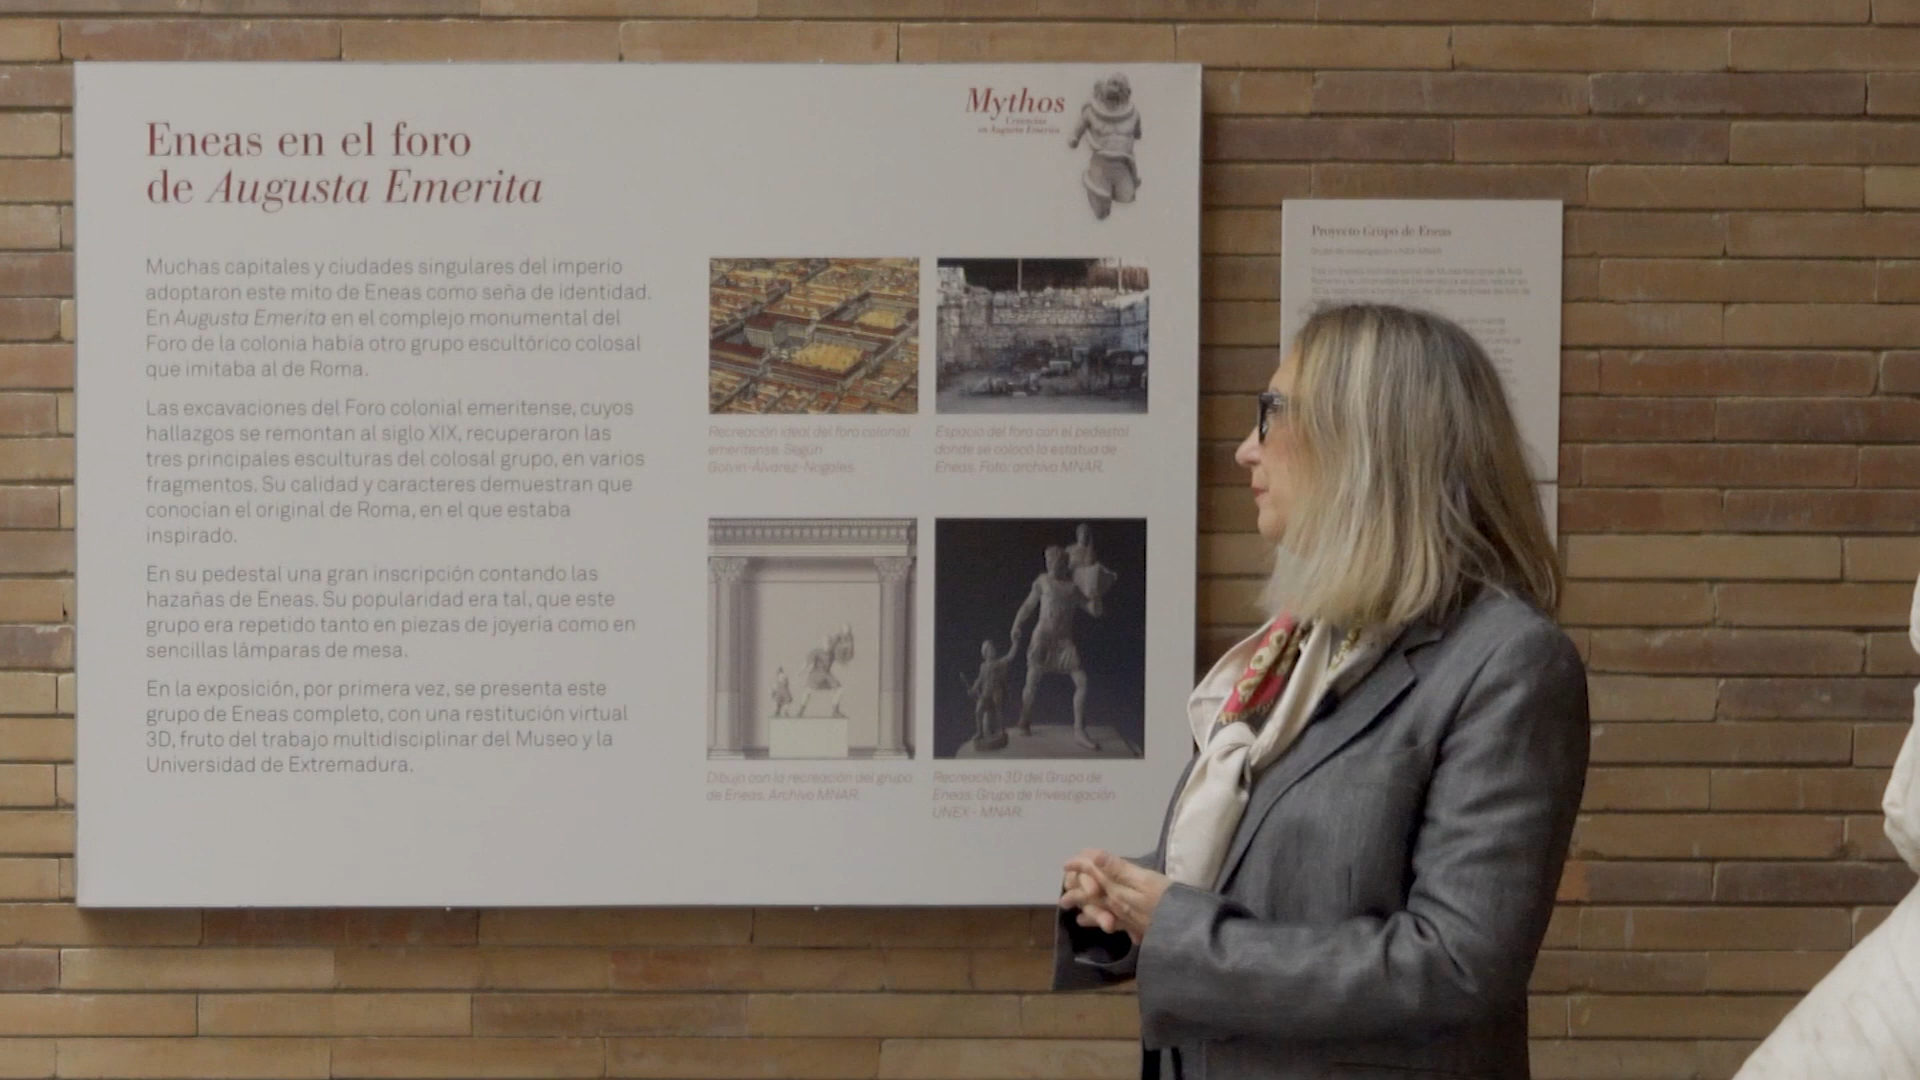 Eneas en el foro
de Augusta Emerita
Muchas capitales y ciudades singulares del imperio
adoptaron este mito de Eneas como seña de identidad.
En Augusta Emerita en el complejo monumental del
Foro de la colonia había otro grupo escultórico colosal
que imitaba al de Roma.
Las excavaciones del Foro colonial emeritense, cuyos
hallazgos se remontan al siglo XIX, recuperaron las
tres principales esculturas del colosal grupo, en varios
fragmentos. Su calidad y caracteres demuestran que
conocían el original de Roma, en el que estaba
inspirado.
En su pedestal una gran inscripción contando las
hazañas de Eneas. Su popularidad era tal, que este
grupo era repetido tanto en piezas de joyería como en
sencillas lámparas de mesa.
En la exposición, por primera vez, se presenta este
grupo de Eneas completo, con una restitución virtual
3D, fruto del trabajo multidisciplinar del Museo y la
Universidad de Extremadura.
Mythos
Creencias
en Augusta Emerita
Recreación ideal del foro colonial
emeritense. Según
Golvin-Álvarez-Nogales.
Espacio del foro con el pedestal
donde se colocó la estatua de
Eneas. Foto: archivo MNAR.
Dibujo con la recreación del grupo
de Eneas. Archivo MNAR.
Recreación 3D del Grupo de
Eneas. Grupo de Investigación
UNEX - MNAR.
Proyecto Grupo de Eneas